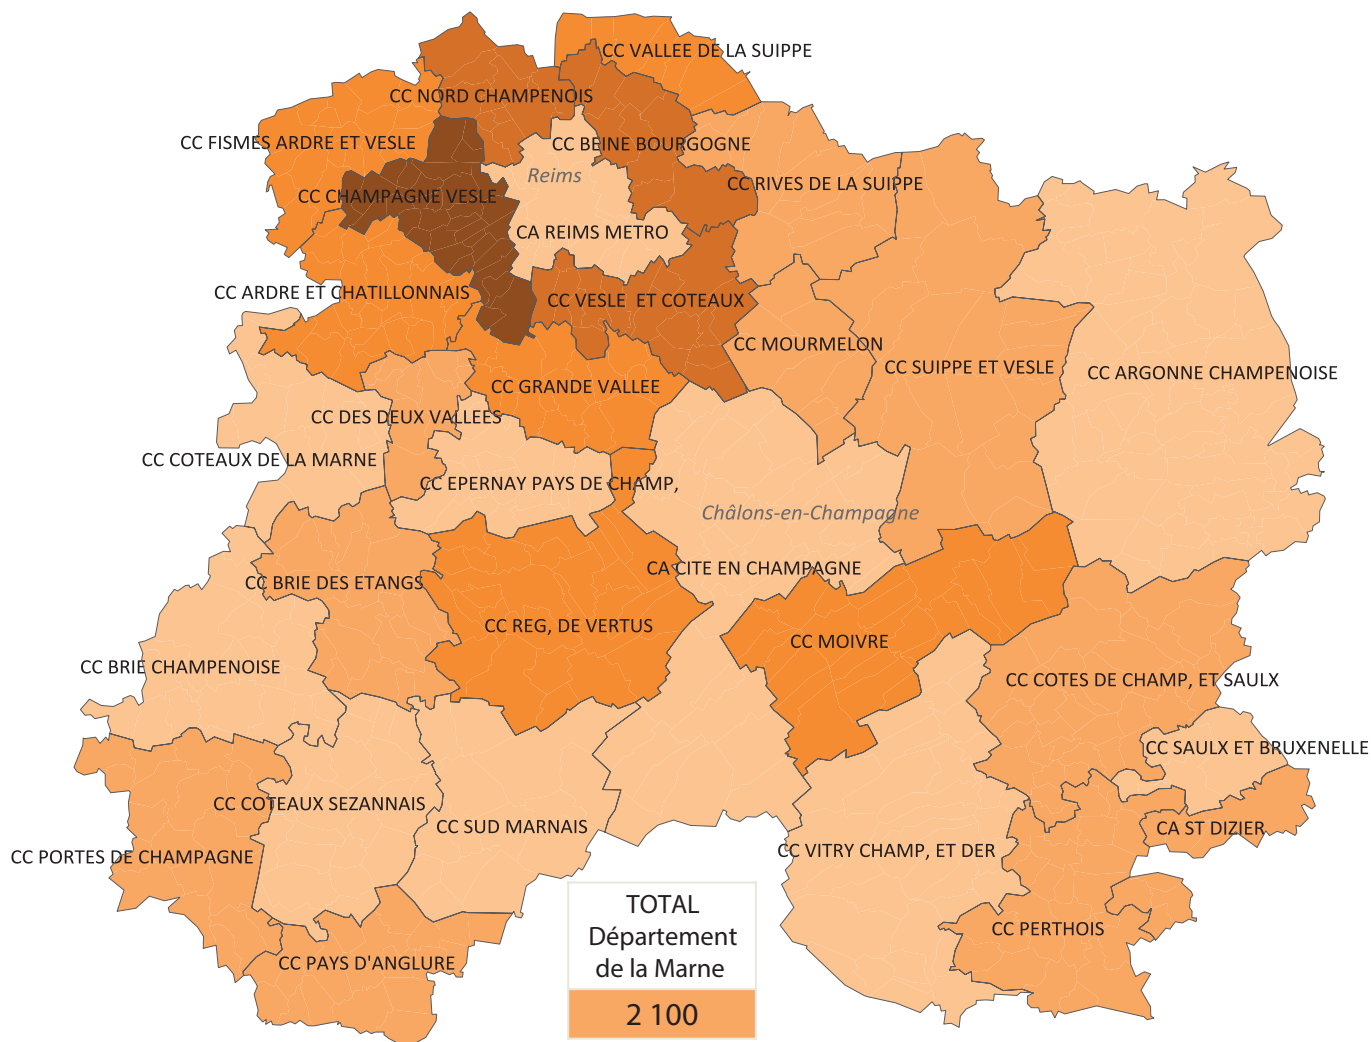 CC VALLEE DE LA SUIPPE
CC NORD CHAMPENOIS
CC FISMES ARDRE ET VESLE
CC BEINE BOURGOGNE
Reims
CC RIVES DE LA SUIPPE
CC CHAMPAGNE VESLE
CA REIMS METRO
CC ARDRE ET CHATILLONNAIS
CC VESLE ET COTEAUX
CC MOURMELON
CC SUIPPE ET VESLE
CC ARGONNE CHAMPENOISE
CC GRANDE VALLEE
CC DES DEUX VALLEES
CC COTEAUX DE LA MARNE
CC EPERNAY PAYS DE CHAMP,
Châlons-en-Champagne
CA CITE EN CHAMPAGNE
CC BRIE DES ETANGS
CC REG, DE VERTUS
CC MOIVRE
CC BRIE CHAMPENOISE
CC COTES DE CHAMP, ET SAULX
CC SAULX ET BRUXENELLE
CC COTEAUX SEZANNAIS
CC SUD MARNAIS
CA ST DIZIER
CC PORTES DE CHAMPAGNE
CC VITRY CHAMP, ET DER
CC PERTHOIS
CC PAYS D'ANGLURE
TOTAL
Département
de la Marne
2 100